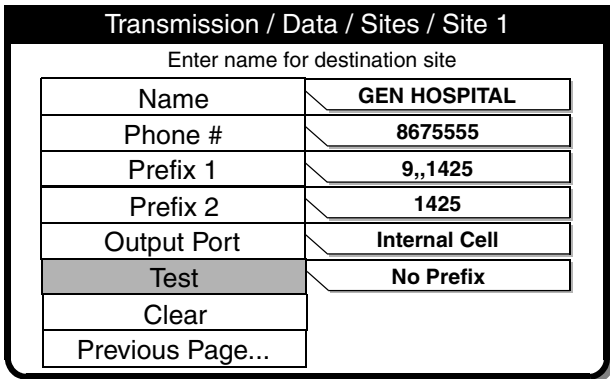 Transmission / Data / Sites / Site 1
Enter name for destination site
Name GEN HOSPITAL
Phone # 8675555
Prefix 1 9,,1425
Prefix 2 1425
Output Port Internal Cell
Test No Prefix
Clear
Previous Page...